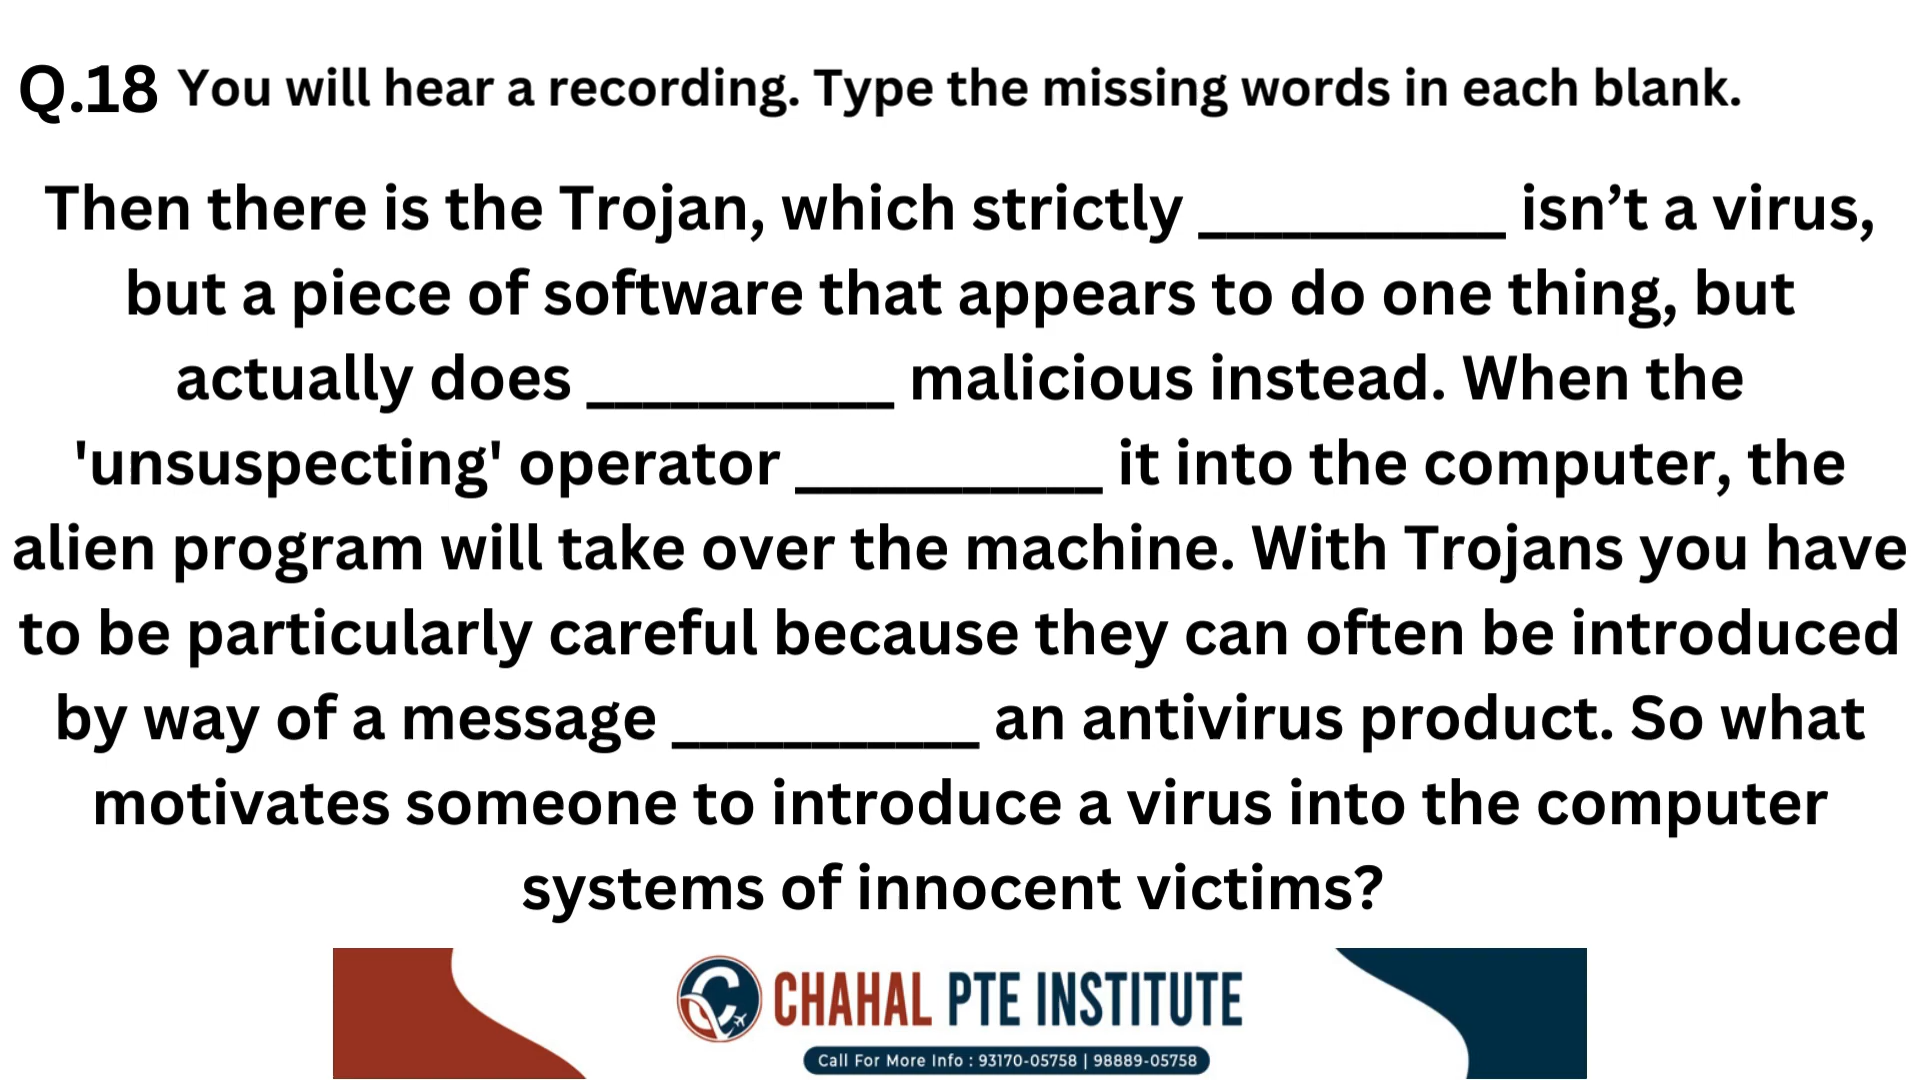 Q.18 You will hear a recording. Type the missing words in each blank.
Then there is the Trojan, which strictly ___________ isn’t a virus,
but a piece of software that appears to do one thing, but
actually does ___________ malicious instead. When the
'unsuspecting' operator ___________ it into the computer, the
alien program will take over the machine. With Trojans you have
to be particularly careful because they can often be introduced
by way of a message ___________ an antivirus product. So what
motivates someone to introduce a virus into the computer
systems of innocent victims?
CHAHAL PTE INSTITUTE
Call For More Info : 93170-05758 | 98889-05758